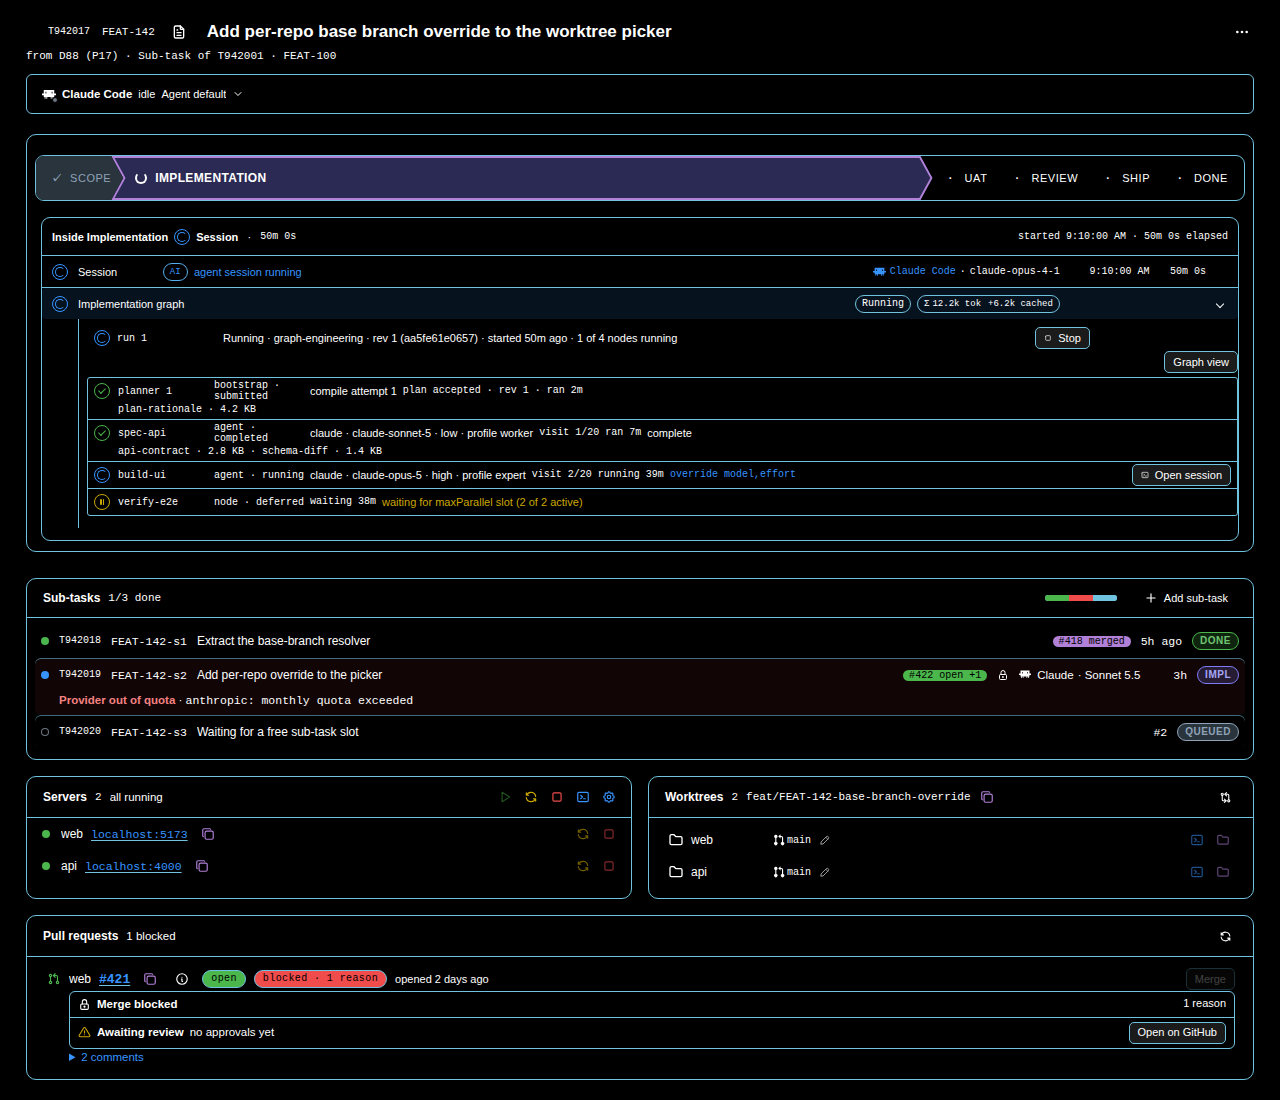 T942017 FEAT-142 Add per-repo base branch override to the worktree picker
from D88 (P17) · Sub-task of T942001 · FEAT-100
Claude Code idle Agent default
SCOPE IMPLEMENTATION · UAT · REVIEW · SHIP · DONE
Inside Implementation Session · 50m 0s started 9:10:00 AM · 50m 0s elapsed
Session AI agent session running Claude Code · claude-opus-4-1 9:10:00 AM 50m 0s
Implementation graph Running Σ 12.2k tok +6.2k cached
run 1 Running · graph-engineering · rev 1 (aa5fe61e0657) · started 50m ago · 1 of 4 nodes running Stop
Graph view
planner 1 bootstrap · submitted compile attempt 1 plan accepted · rev 1 · ran 2m
plan-rationale · 4.2 KB
spec-api agent · completed claude · claude-sonnet-5 · low · profile worker visit 1/20 ran 7m complete
api-contract · 2.8 KB · schema-diff · 1.4 KB
build-ui agent · running claude · claude-opus-5 · high · profile expert visit 2/20 running 39m override model,effort Open session
verify-e2e node · deferred waiting 38m waiting for maxParallel slot (2 of 2 active)
Sub-tasks 1/3 done Add sub-task
T942018 FEAT-142-s1 Extract the base-branch resolver #418 merged 5h ago DONE
T942019 FEAT-142-s2 Add per-repo override to the picker #422 open +1 Claude · Sonnet 5.5 3h IMPL
Provider out of quota · anthropic: monthly quota exceeded
T942020 FEAT-142-s3 Waiting for a free sub-task slot #2 QUEUED
Servers 2 all running
web localhost:5173
api localhost:4000
Worktrees 2 feat/FEAT-142-base-branch-override
web main
api main
Pull requests 1 blocked
web #421 open blocked · 1 reason opened 2 days ago Merge
Merge blocked 1 reason
Awaiting review no approvals yet Open on GitHub
2 comments